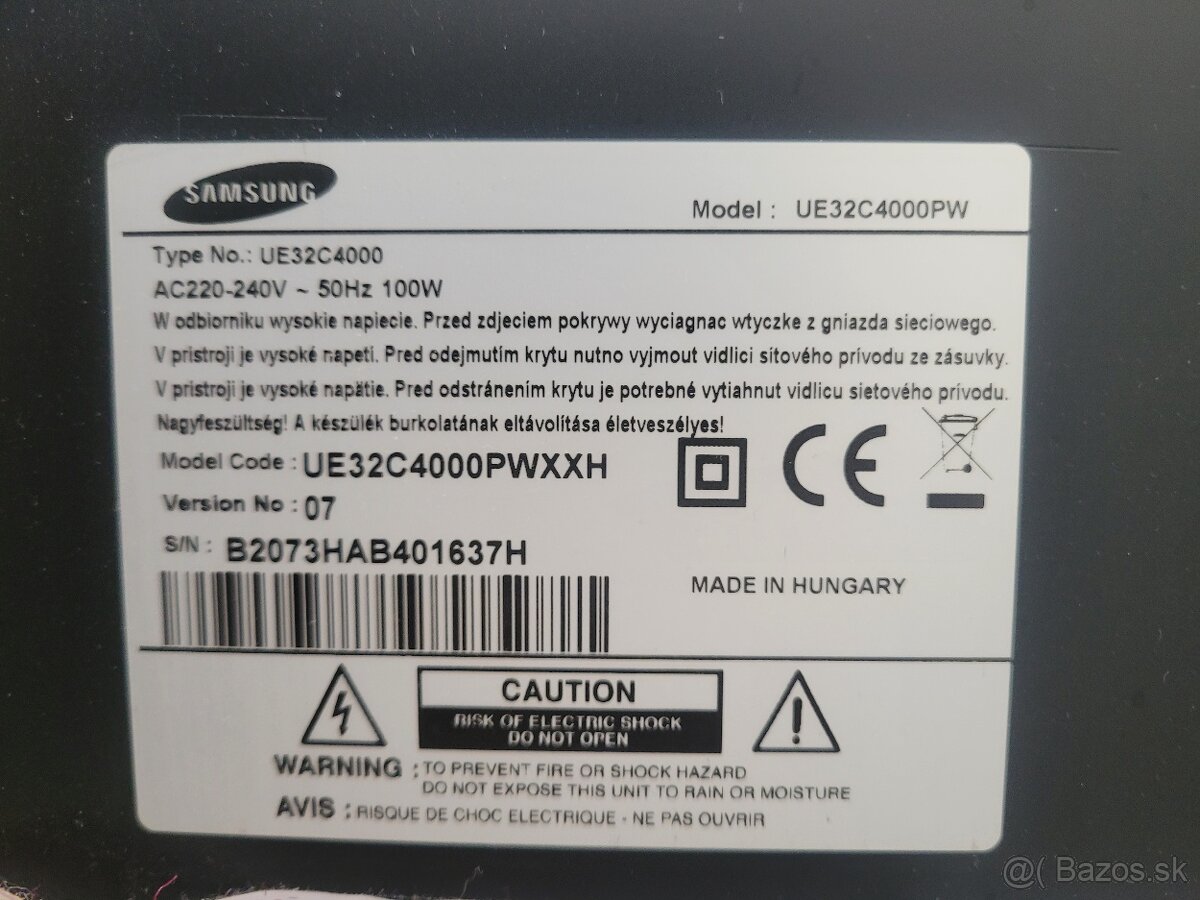 SAMSUNG
Model : UE32C4000PW
Type No.: UE32C4000
AC220-240V ~ 50Hz 100W
W odbiorniku wysokie napiecie. Przed zdjeciem pokrywy wyciagnac wtyczke z gniazda sieciowego.
V pristroji je vysoké napetí. Pred odejmutím krytu nutno vyjmout vidlici sítového prívodu ze zásuvky.
V pristroji je vysoké napätie. Pred odstránením krytu je potrebné vytiahnut vidlicu sietového prívodu.
Nagyfeszültség! A készülék burkolatának eltávolítása életveszélyes!
Model Code : UE32C4000PWXXH
Version No : 07
S/N : B2073HAB401637H
CE
MADE IN HUNGARY
CAUTION
RISK OF ELECTRIC SHOCK
DO NOT OPEN
WARNING : TO PREVENT FIRE OR SHOCK HAZARD
DO NOT EXPOSE THIS UNIT TO RAIN OR MOISTURE
AVIS : RISQUE DE CHOC ELECTRIQUE - NE PAS OUVRIR
@( Bazos.sk